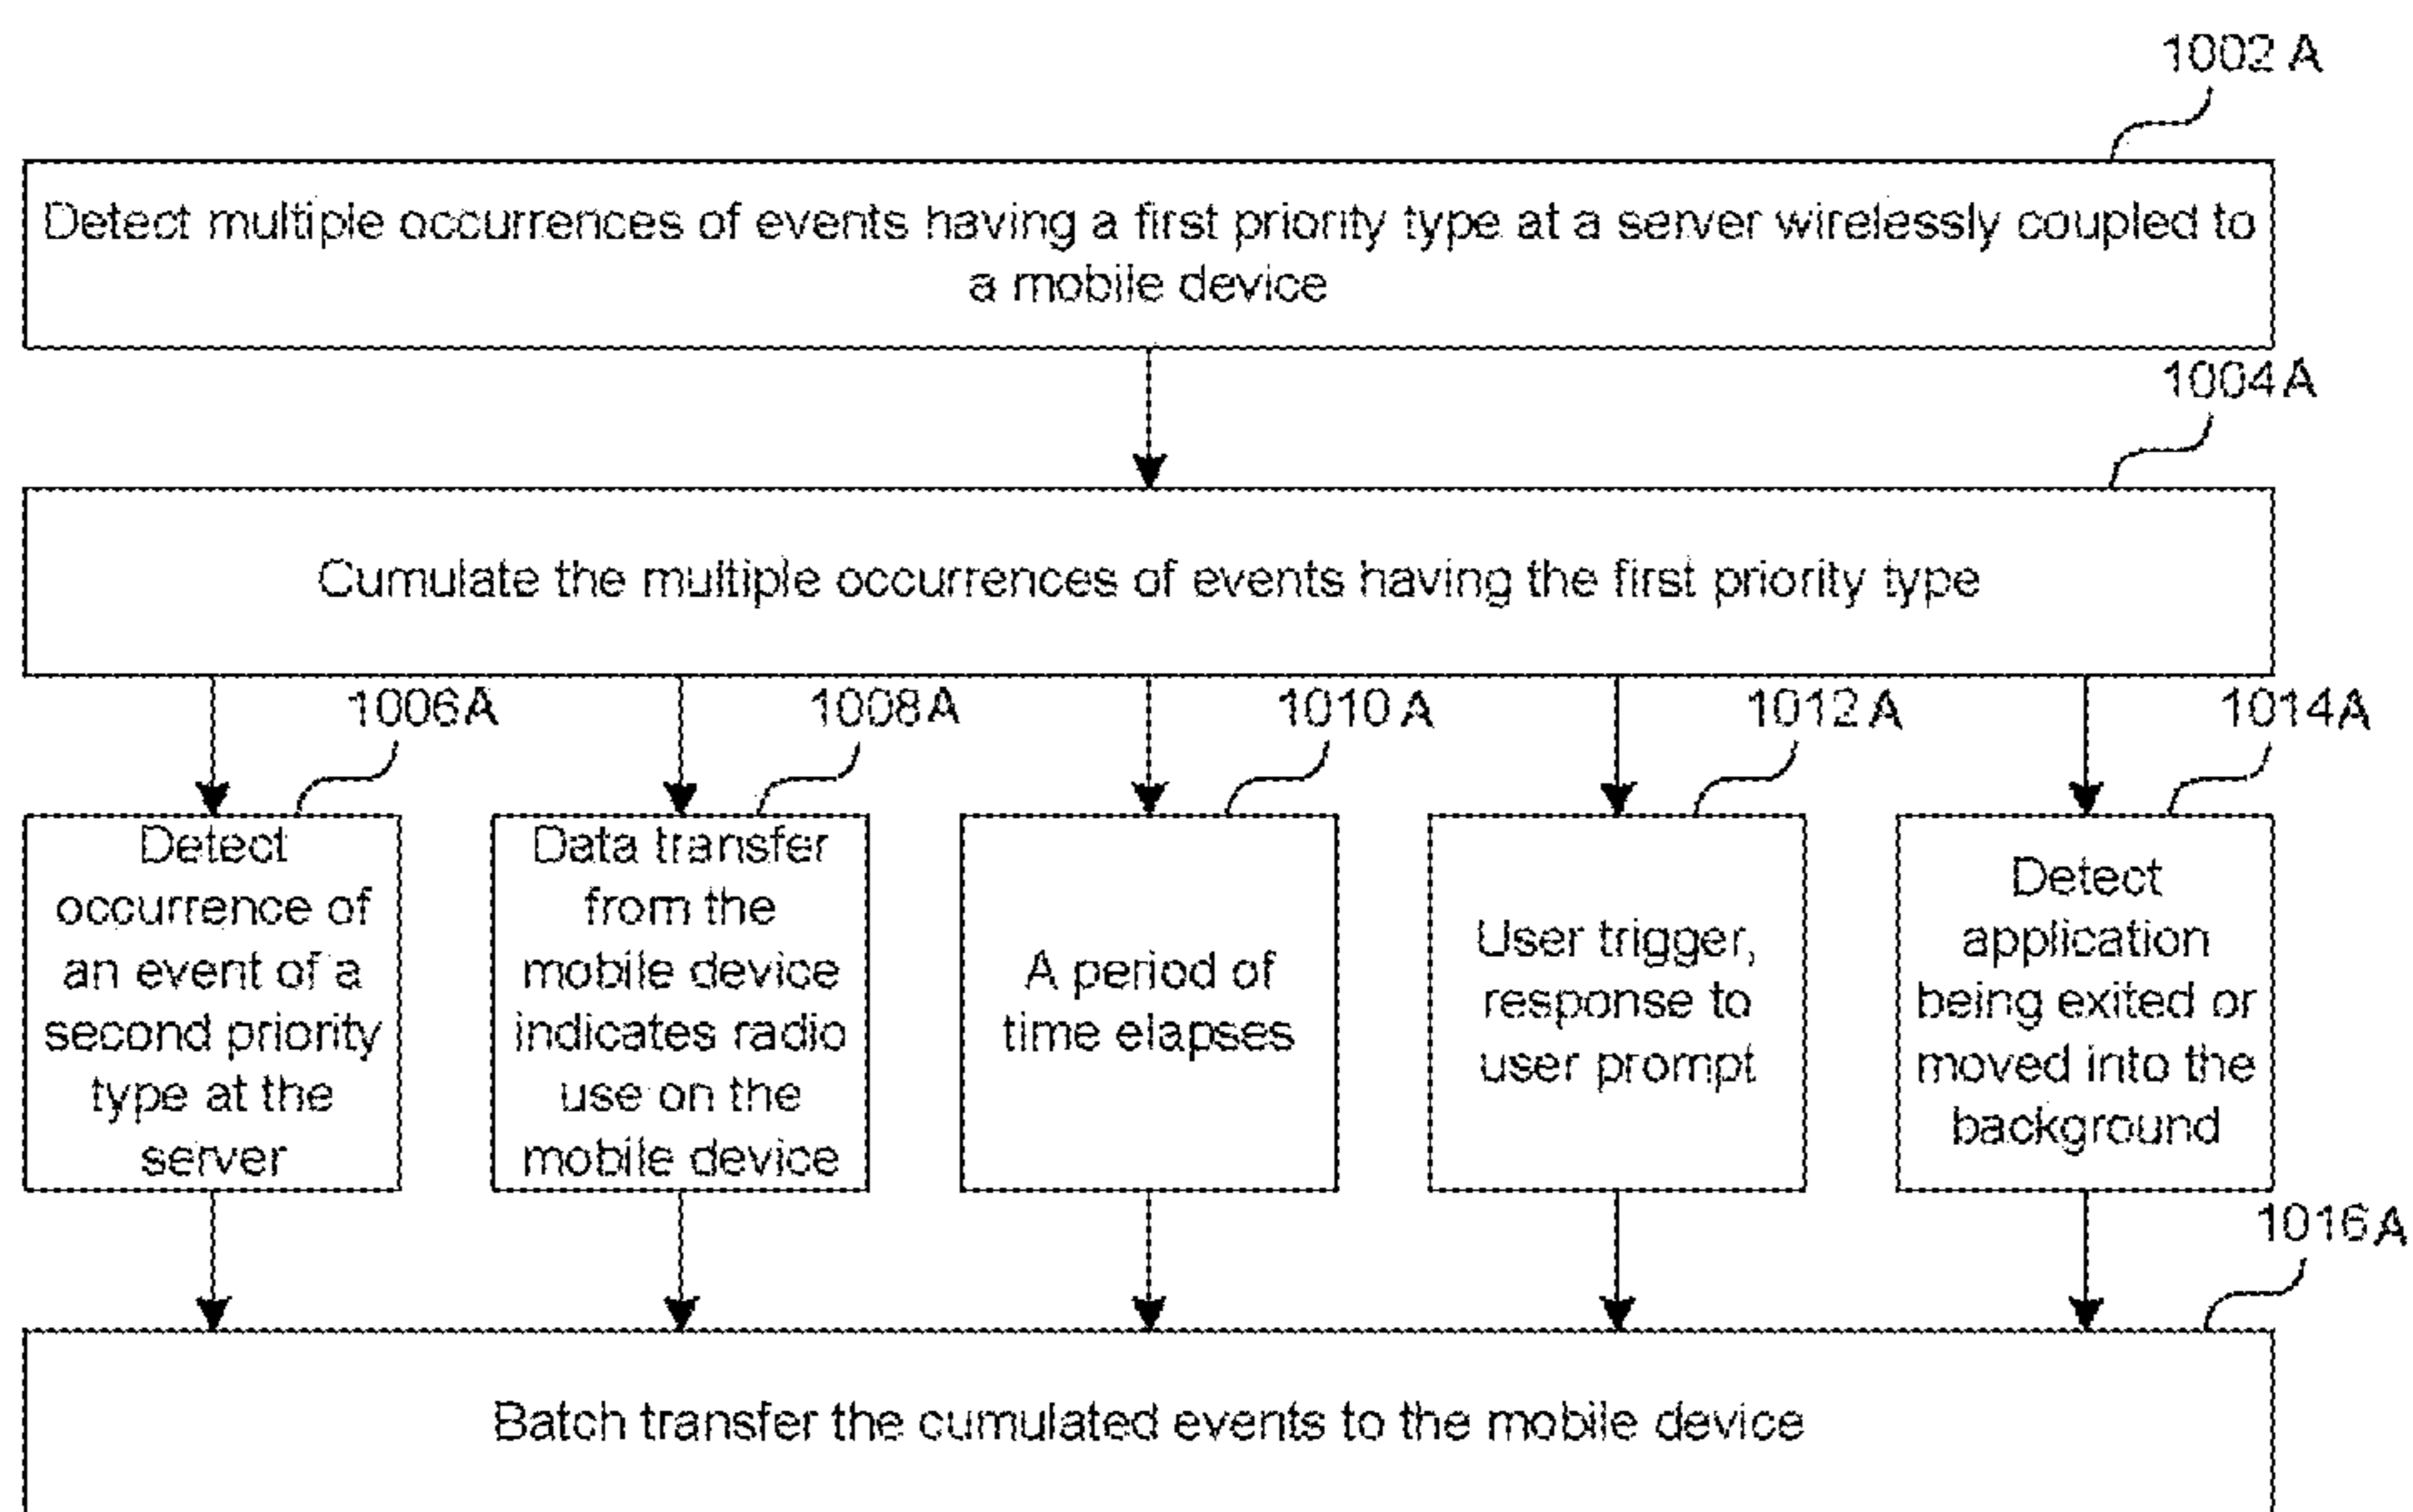 1002A
Detect multiple occurrences of events having a first priority type at a server wirelessly coupled to
a mobile device
1004A
Cumulate the multiple occurrences of events having the first priority type
1006A
Detect
occurrence of
an event of a
second priority
type at the
server
1008A
Data transfer
from the
mobile device
indicates radio
use on the
mobile device
1010A
A period of
time elapses
1012A
User trigger,
response to
user prompt
1014A
Detect
application
being exited or
moved into the
background
1016A
Batch transfer the cumulated events to the mobile device